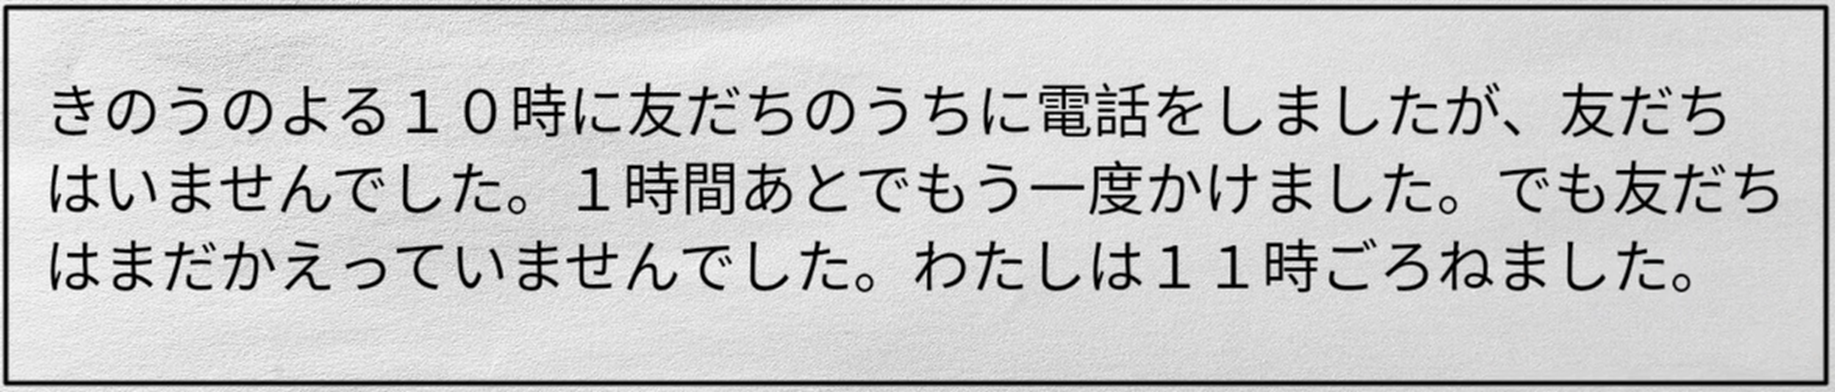 きのうのよる１０時に友だちのうちに電話をしましたが、友だち
はいませんでした。１時間あとでもう一度かけました。でも友だち
はまだかえっていませんでした。わたしは１１時ごろねました。